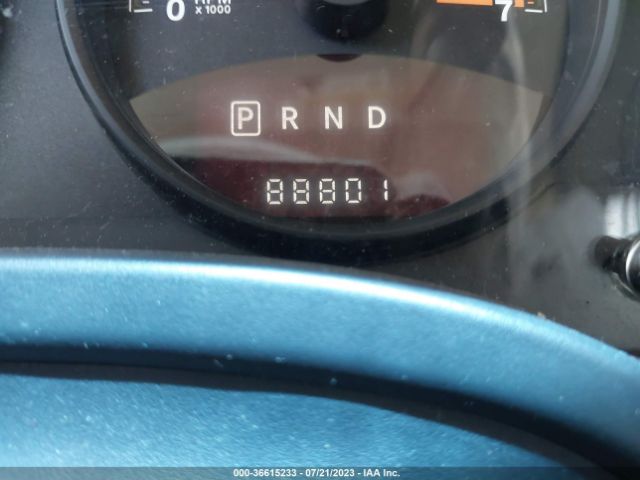 0 RPM 7
x 1000
P R N D
88801
000-36615233 - 07/21/2023 - IAA Inc.